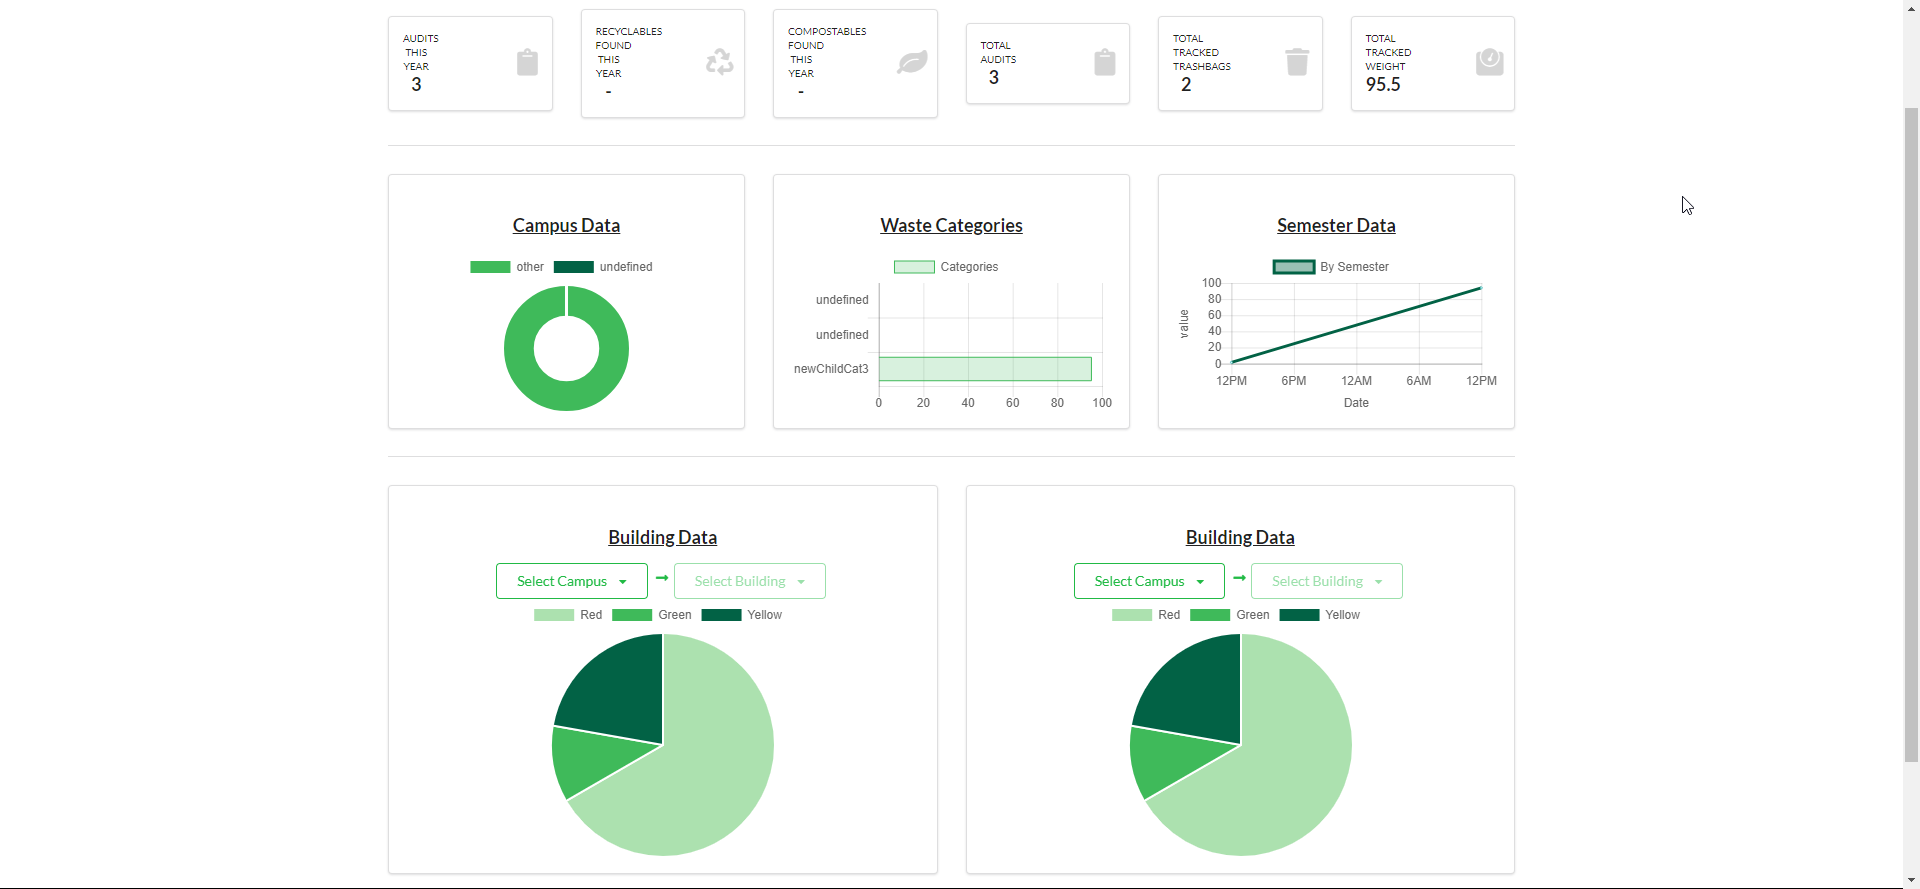 AUDITS
THIS
YEAR
3
RECYCLABLES
FOUND
THIS
YEAR
-
COMPOSTABLES
FOUND
THIS
YEAR
-
TOTAL
AUDITS
3
TOTAL
TRACKED
TRASHBAGS
2
TOTAL
TRACKED
WEIGHT
95.5
Campus Data
other undefined
Waste Categories
Categories
undefined
undefined
newChildCat3
0 20 40 60 80 100
Semester Data
By Semester
value
100
80
60
40
20
0
12PM 6PM 12AM 6AM 12PM
Date
Building Data
Select Campus Select Building
Red Green Yellow
Building Data
Select Campus Select Building
Red Green Yellow